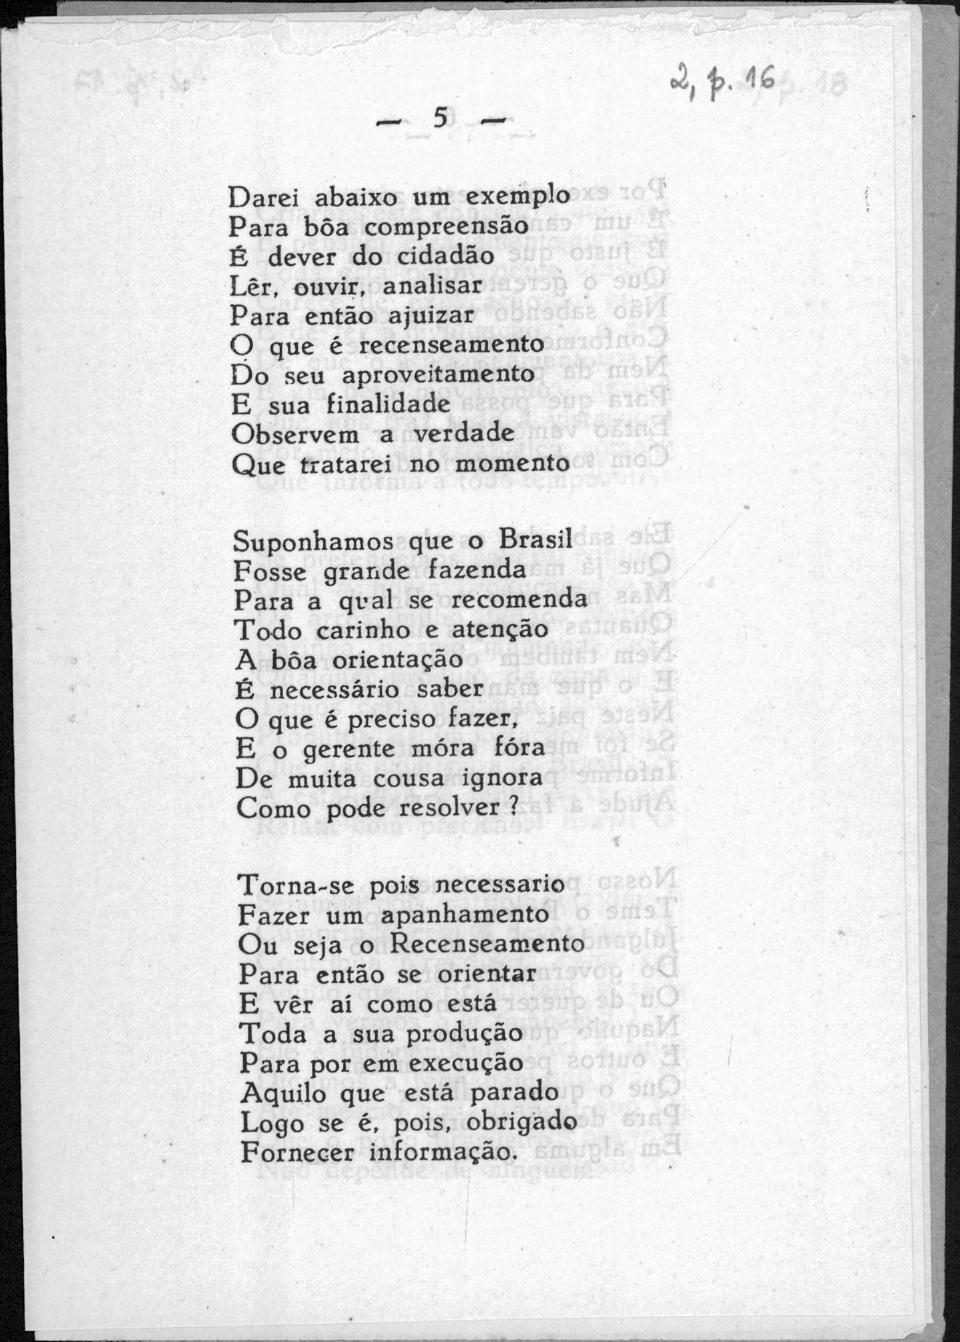 2, p. 16
— 5 —
Darei abaixo um exemplo
Para bôa compreensão
É dever do cidadão
Lêr, ouvir, analisar
Para então ajuizar
O que é recenseamento
Do seu aproveitamento
E sua finalidade
Observem a verdade
Que tratarei no momento
Suponhamos que o Brasil
Fosse grande fazenda
Para a qual se recomenda
Todo carinho e atenção
A bôa orientação
É necessário saber
O que é preciso fazer,
E o gerente móra fóra
De muita cousa ignora
Como pode resolver ?
Torna-se pois necessario
Fazer um apanhamento
Ou seja o Recenseamento
Para então se orientar
E vêr aí como está
Toda a sua produção
Para por em execução
Aquilo que está parado
Logo se é, pois, obrigado
Fornecer informação.